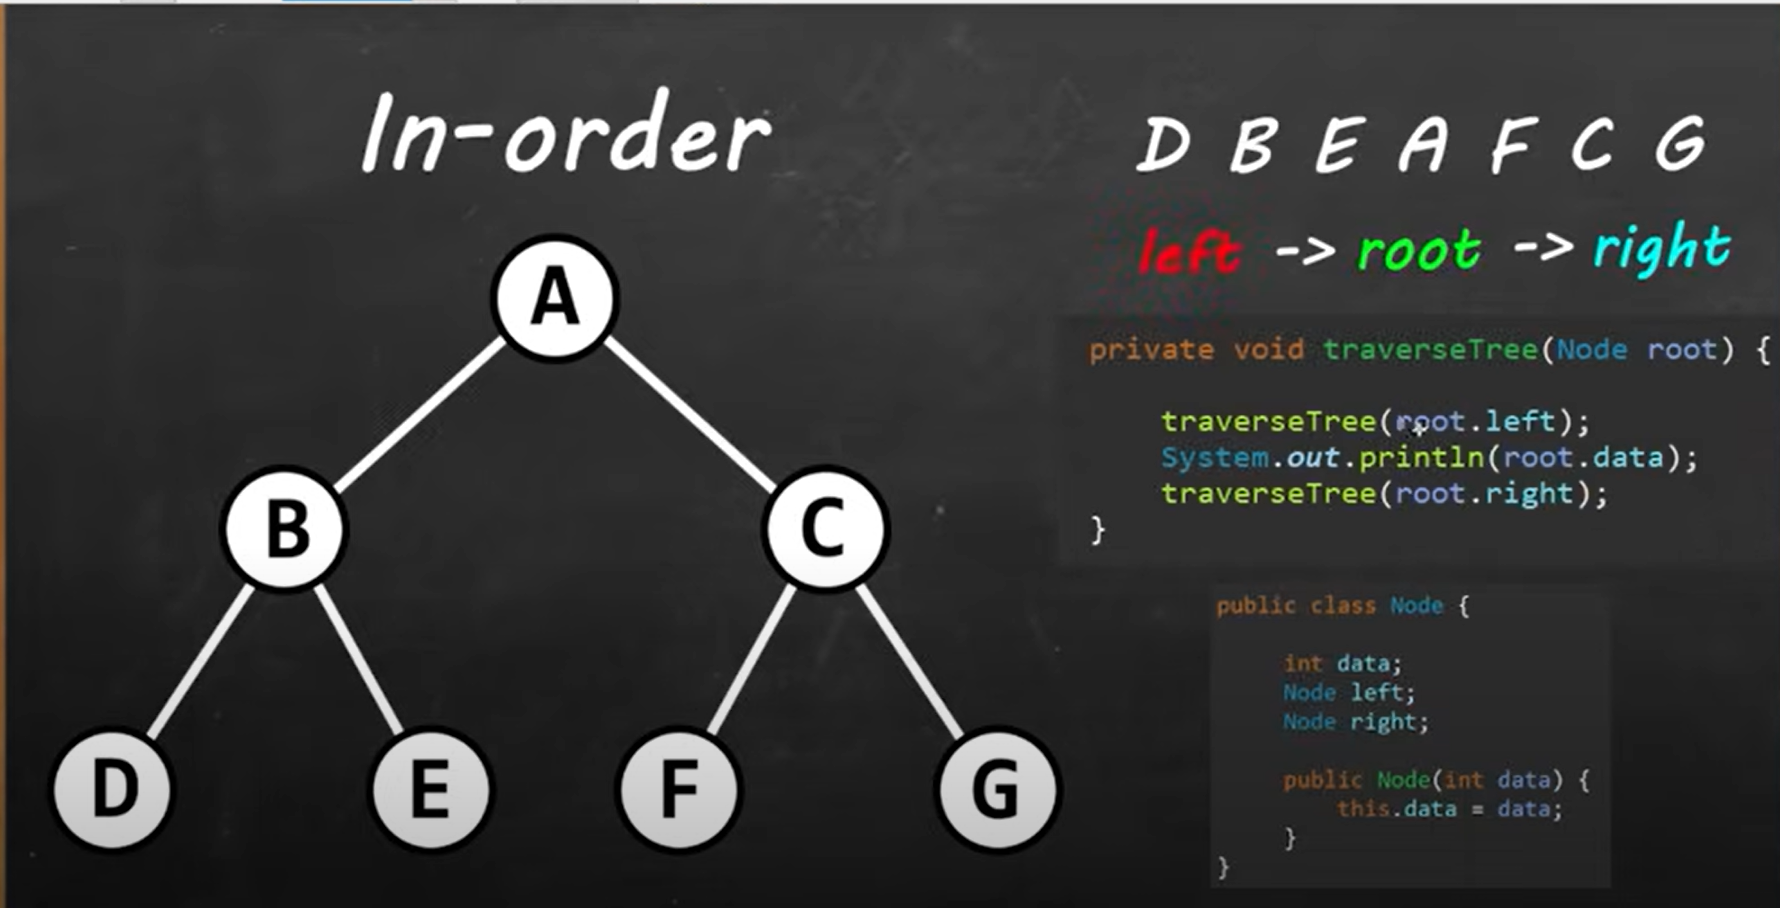 In-order
A
B
C
D
E
F
G
D B E A F C G
left -> root -> right
private void traverseTree(Node root) {
traverseTree(root.left);
System.out.println(root.data);
traverseTree(root.right);
}
public class Node {
int data;
Node left;
Node right;
public Node(int data) {
this.data = data;
}
}